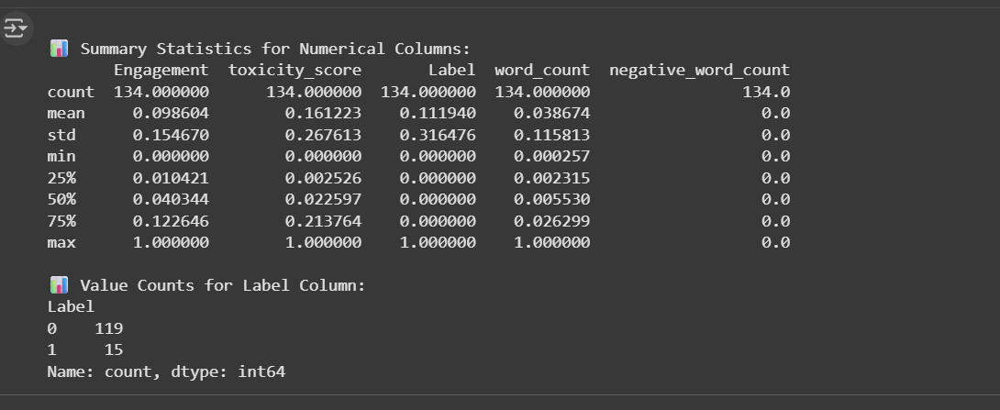 📊 Summary Statistics for Numerical Columns:
Engagement toxicity_score Label word_count negative_word_count
count 134.000000 134.000000 134.000000 134.000000 134.0
mean 0.098604 0.161223 0.111940 0.038674 0.0
std 0.154670 0.267613 0.316476 0.115813 0.0
min 0.000000 0.000000 0.000000 0.000257 0.0
25% 0.010421 0.002526 0.000000 0.002315 0.0
50% 0.040344 0.022597 0.000000 0.005530 0.0
75% 0.122646 0.213764 0.000000 0.026299 0.0
max 1.000000 1.000000 1.000000 1.000000 0.0
📊 Value Counts for Label Column:
Label
0 119
1 15
Name: count, dtype: int64